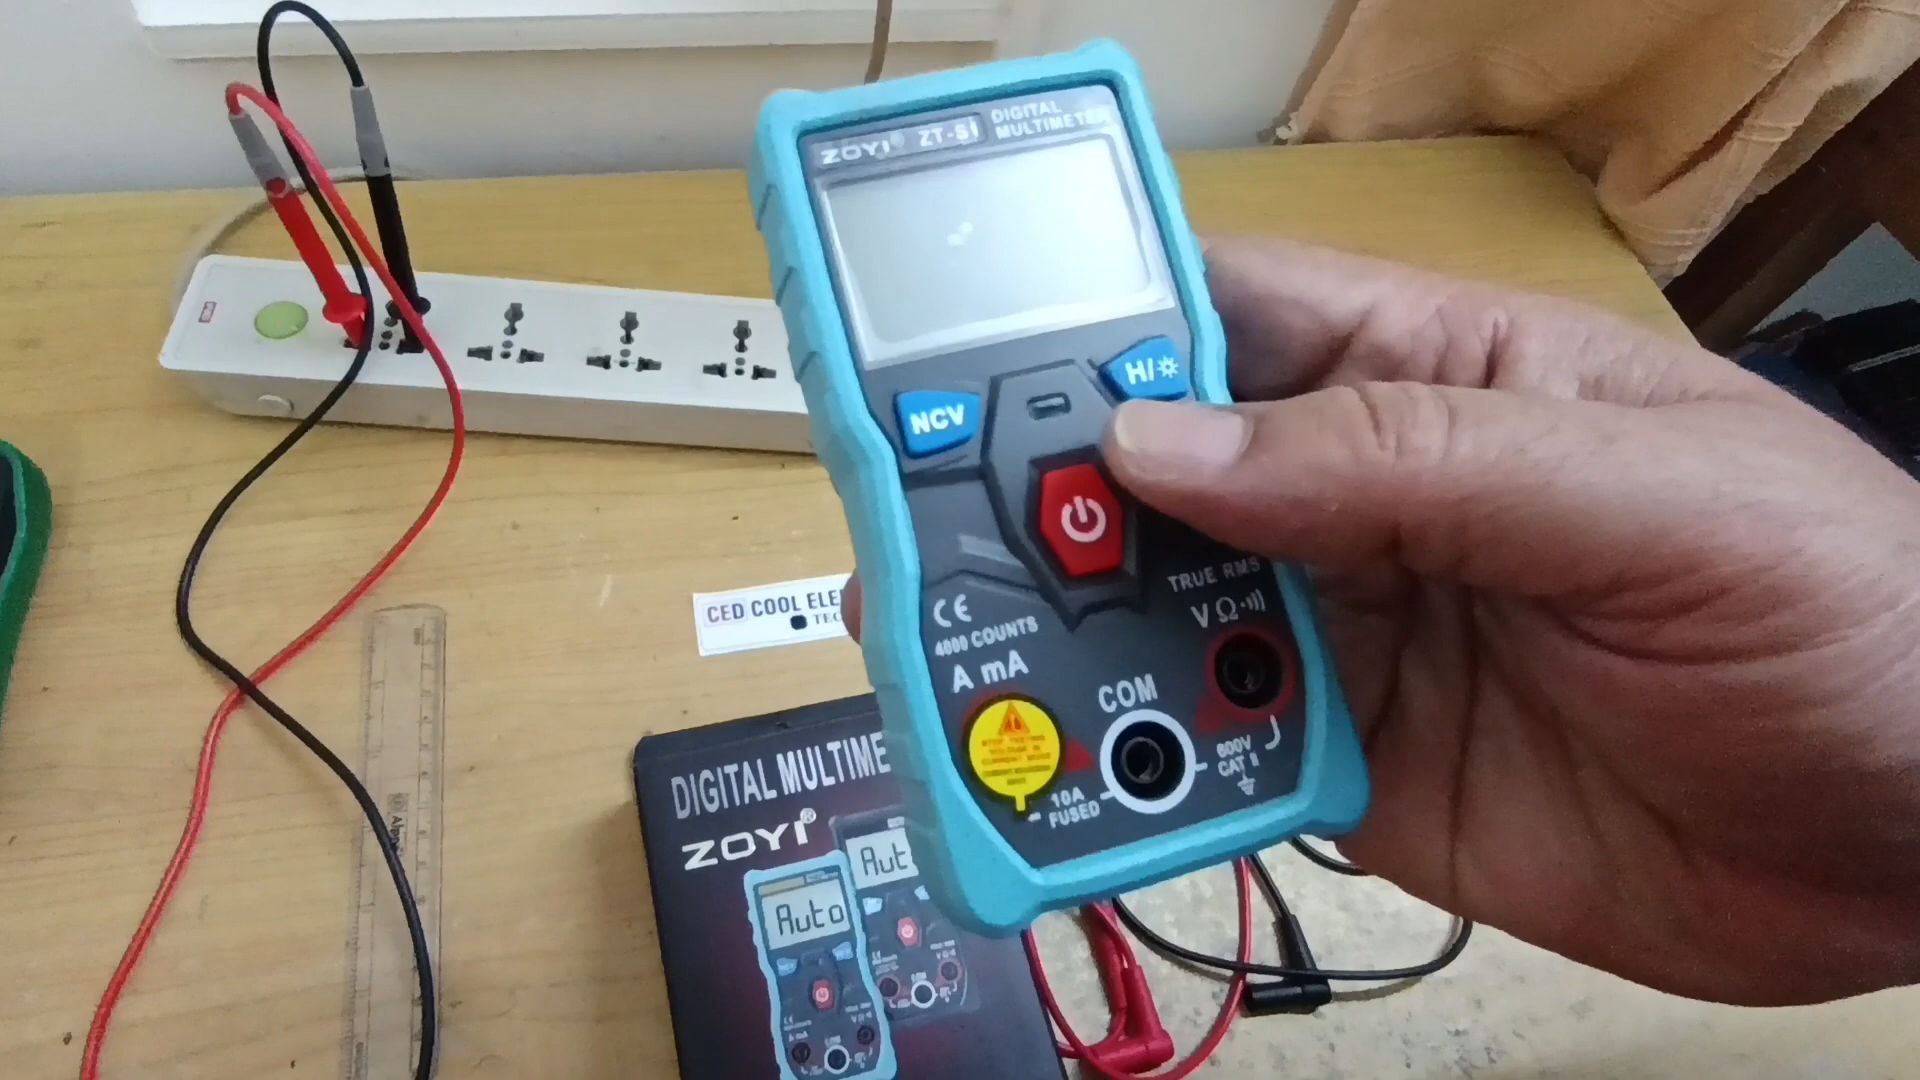 ZOYI® ZT-S1 DIGITAL
MULTIMETER
NCV
H/
TRUE RMS
VΩ
CE
4000 COUNTS
A mA
COM
600V
CAT II
10A
FUSED
CED COOL ELE
TEC
DIGITAL MULTIME
ZOYI®
Auto
Aut